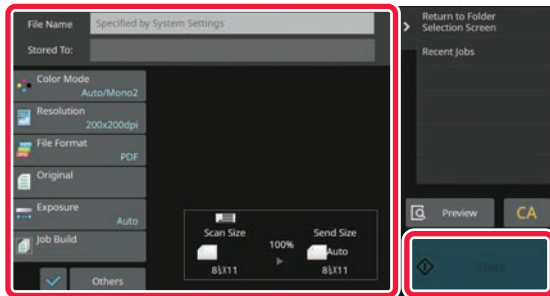 File Name
Specified by System Settings
Stored To:
Color Mode
Auto/Mono2
Resolution
200x200dpi
File Format
PDF
Original
Exposure
Auto
Job Build
Others
Scan Size
100%
Send Size
Auto
8½X11
8½X11
Return to Folder
Selection Screen
Recent Jobs
Preview
CA
Start